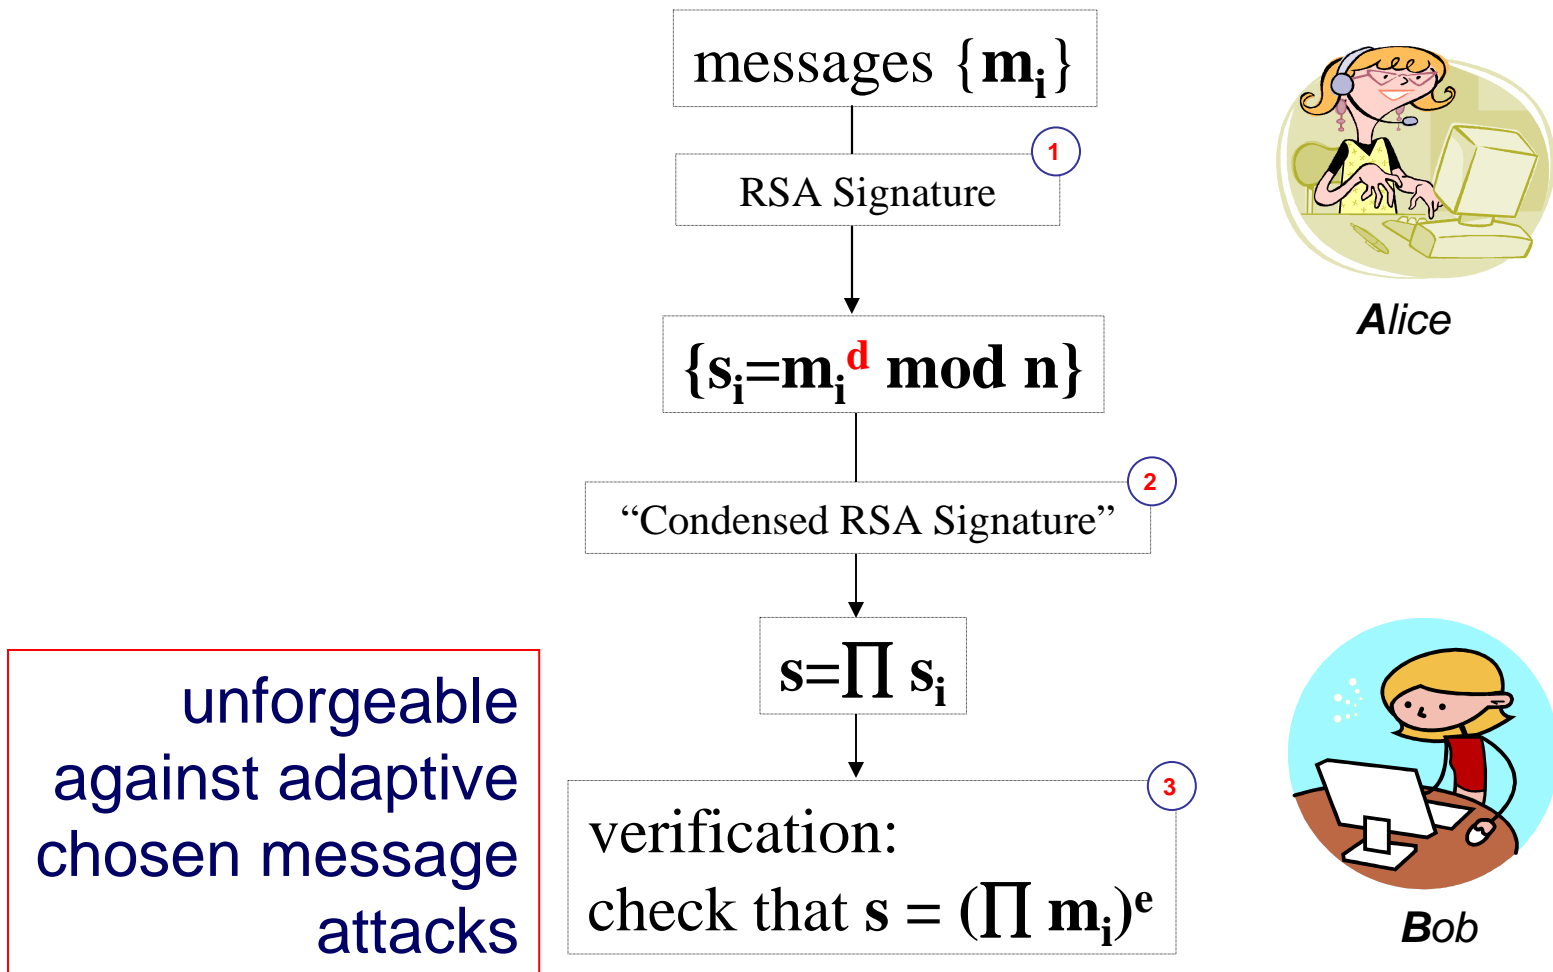 messages {mᵢ}
1
RSA Signature
Alice
{sᵢ=mᵢᵈ mod n}
2
“Condensed RSA Signature”
s=∏ sᵢ
unforgeable
against adaptive
chosen message
attacks
3
verification:
check that s = (∏ mᵢ)ᵉ
Bob